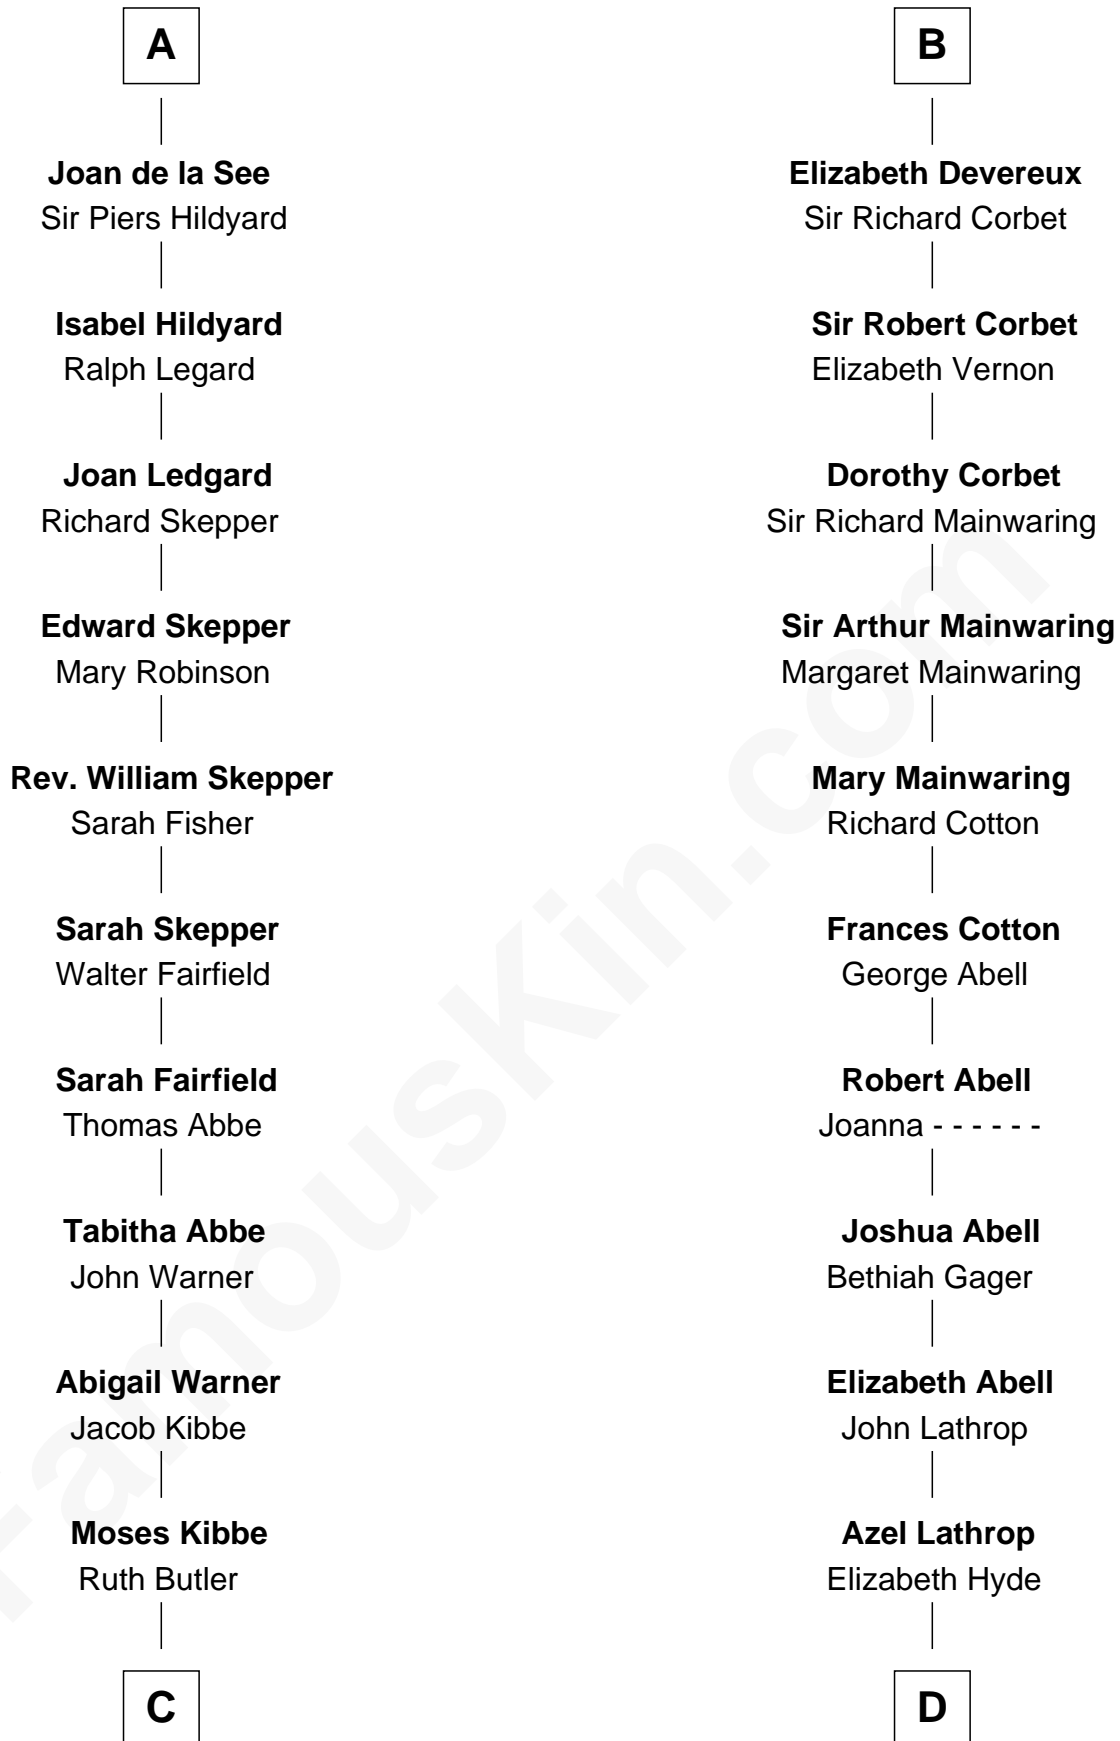 A
Joan de la See
Sir Piers Hildyard
Isabel Hildyard
Ralph Legard
Joan Ledgard
Richard Skepper
Edward Skepper
Mary Robinson
Rev. William Skepper
Sarah Fisher
Sarah Skepper
Walter Fairfield
Sarah Fairfield
Thomas Abbe
Tabitha Abbe
John Warner
Abigail Warner
Jacob Kibbe
Moses Kibbe
Ruth Butler
C
B
Elizabeth Devereux
Sir Richard Corbet
Sir Robert Corbet
Elizabeth Vernon
Dorothy Corbet
Sir Richard Mainwaring
Sir Arthur Mainwaring
Margaret Mainwaring
Mary Mainwaring
Richard Cotton
Frances Cotton
George Abell
Robert Abell
Joanna - - - - - -
Joshua Abell
Bethiah Gager
Elizabeth Abell
John Lathrop
Azel Lathrop
Elizabeth Hyde
D
FamousKin.com